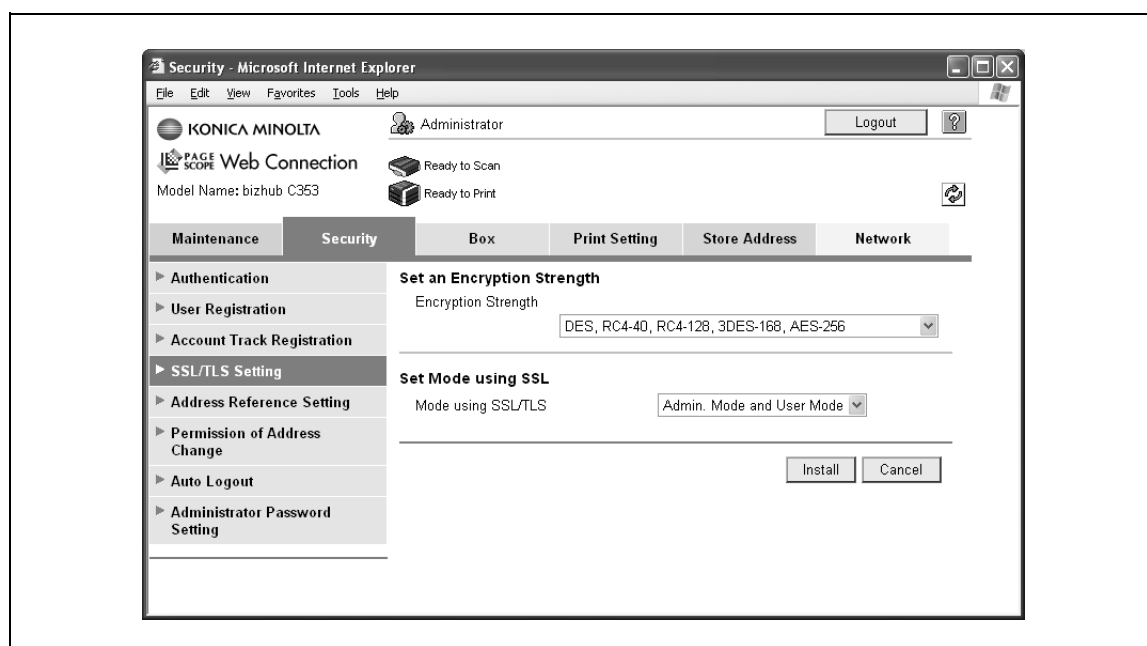 Security - Microsoft Internet Explorer
File Edit View Favorites Tools Help
KONICA MINOLTA
Administrator
Logout
?
PAGE SCOPE Web Connection
Ready to Scan
Model Name: bizhub C353
Ready to Print
Maintenance Security Box Print Setting Store Address Network
Authentication
User Registration
Account Track Registration
SSL/TLS Setting
Address Reference Setting
Permission of Address
Change
Auto Logout
Administrator Password
Setting
Set an Encryption Strength
Encryption Strength
DES, RC4-40, RC4-128, 3DES-168, AES-256
Set Mode using SSL
Mode using SSL/TLS Admin. Mode and User Mode
Install Cancel